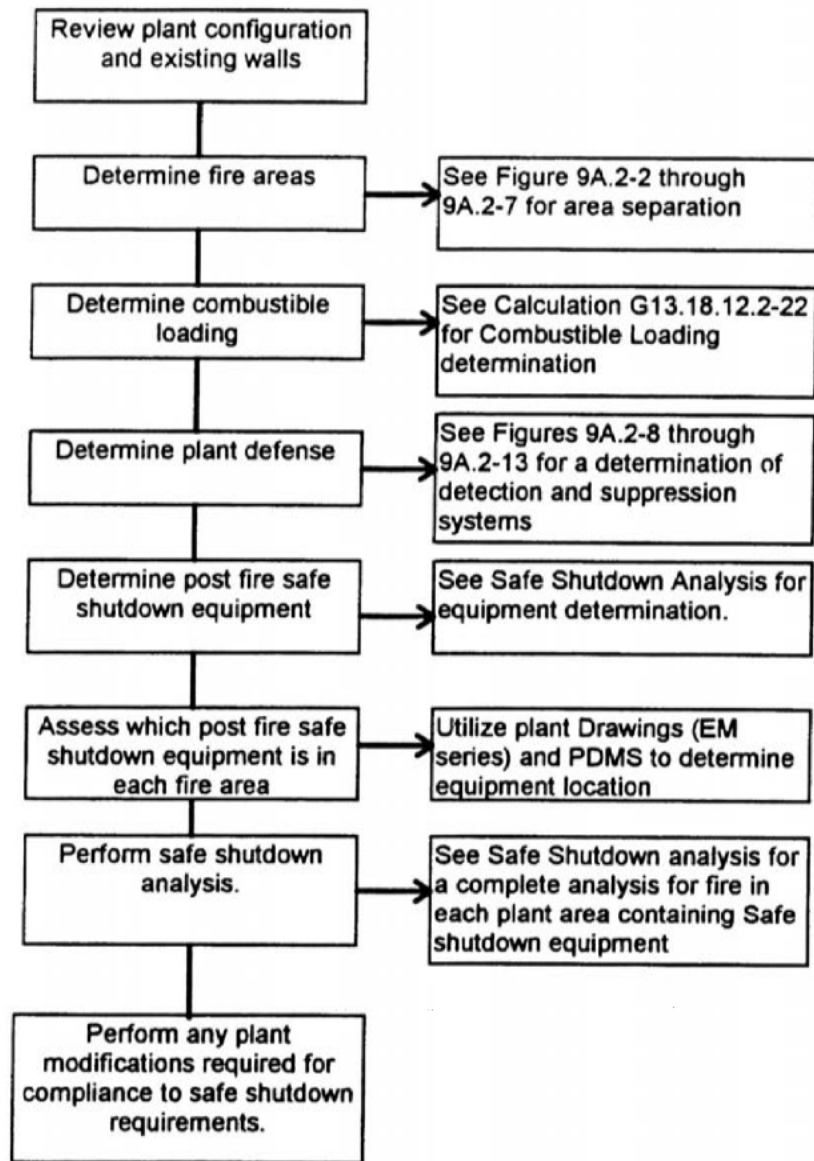 Review plant configuration
and existing walls
Determine fire areas
See Figure 9A.2-2 through
9A.2-7 for area separation
Determine combustible
loading
See Calculation G13.18.12.2-22
for Combustible Loading
determination
Determine plant defense
See Figures 9A.2-8 through
9A.2-13 for a determination of
detection and suppression
systems
Determine post fire safe
shutdown equipment
See Safe Shutdown Analysis for
equipment determination.
Assess which post fire safe
shutdown equipment is in
each fire area
Utilize plant Drawings (EM
series) and PDMS to determine
equipment location
Perform safe shutdown
analysis.
See Safe Shutdown analysis for
a complete analysis for fire in
each plant area containing Safe
shutdown equipment
Perform any plant
modifications required for
compliance to safe shutdown
requirements.